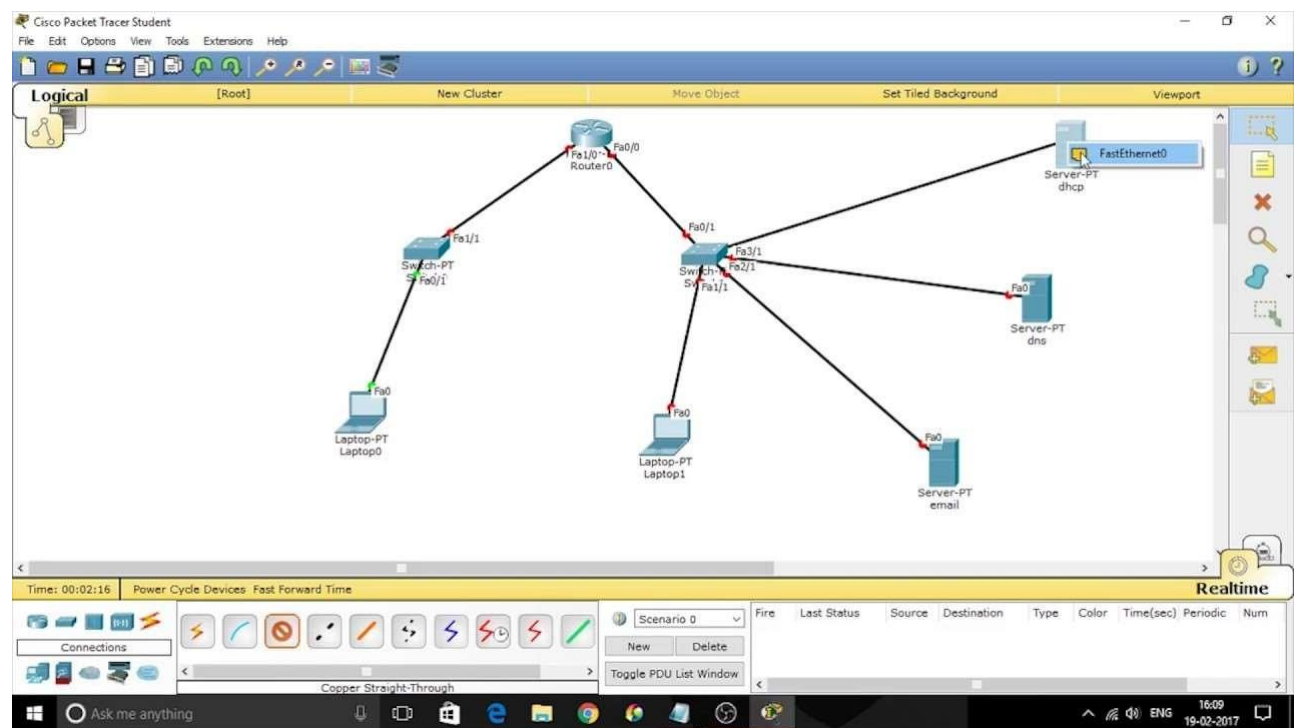 Cisco Packet Tracer Student
File Edit Options View Tools Extensions Help
Logical [Root] New Cluster Move Object Set Tiled Background Viewport
Fa1/0
Fa0/0
Router0
FastEthernet0
Server-PT
dhcp
Fa0/1
Fa1/1
Switch-PT
Fa0/1
Fa3/1
Fa2/1
Fa1/1
Fa0
Server-PT
dns
Fa0
Laptop-PT
Laptop0
Fa0
Laptop-PT
Laptop1
Fa0
Server-PT
email
Time: 00:02:16 Power Cycle Devices Fast Forward Time
Realtime
Connections
Copper Straight-Through
Scenario 0
New Delete
Toggle PDU List Window
Fire Last Status Source Destination Type Color Time(sec) Periodic Num
Ask me anything
ENG
16:09
19-02-2017